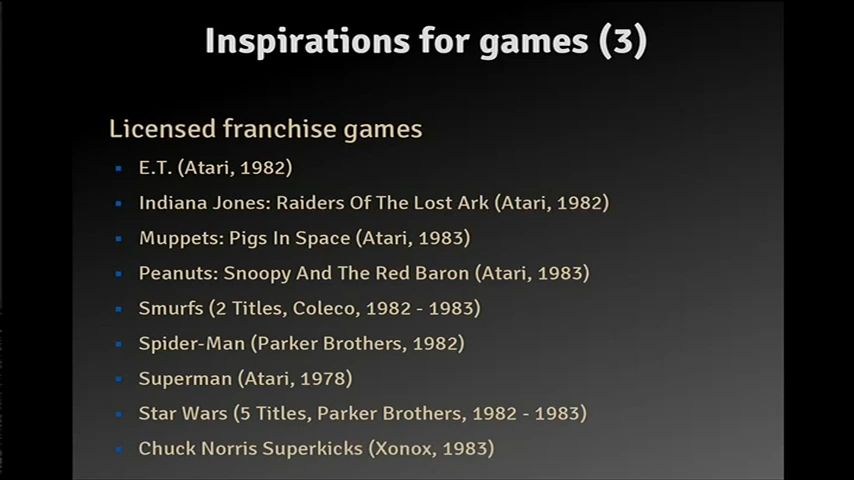 Inspirations for games (3)
Licensed franchise games
E.T. (Atari, 1982)
Indiana Jones: Raiders Of The Lost Ark (Atari, 1982)
Muppets: Pigs In Space (Atari, 1983)
Peanuts: Snoopy And The Red Baron (Atari, 1983)
Smurfs (2 Titles, Coleco, 1982 - 1983)
Spider-Man (Parker Brothers, 1982)
Superman (Atari, 1978)
Star Wars (5 Titles, Parker Brothers, 1982 - 1983)
Chuck Norris Superkicks (Xonox, 1983)